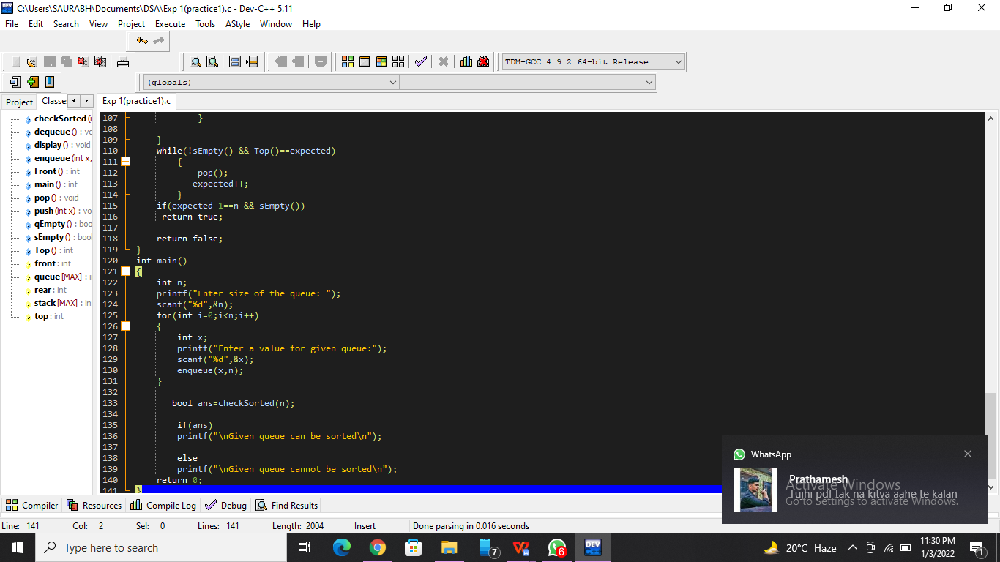 C:\Users\SAURABH\Documents\DSA\Exp 1(practice1).c - Dev-C++ 5.11
File Edit Search View Project Execute Tools AStyle Window Help
TDM-GCC 4.9.2 64-bit Release
(globals)
Project Classe
Exp 1(practice1).c
checkSorted (i
dequeue () : vo
display () : void
enqueue (int x,
Front () : int
main () : int
pop () : void
push (int x) : vo
qEmpty () : boo
sEmpty () : bool
Top () : int
front : int
queue [MAX] : i
rear : int
stack [MAX] : in
top : int
107 }
108
109 }
110 while(!sEmpty() && Top()==expected)
111 {
112 pop();
113 expected++;
114 }
115 if(expected-1==n && sEmpty())
116 return true;
117
118 return false;
119 }
120 int main()
121 {
122 int n;
123 printf("Enter size of the queue: ");
124 scanf("%d",&n);
125 for(int i=0;i<n;i++)
126 {
127 int x;
128 printf("Enter a value for given queue:");
129 scanf("%d",&x);
130 enqueue(x,n);
131 }
132
133 bool ans=checkSorted(n);
134
135 if(ans)
136 printf("\nGiven queue can be sorted\n");
137
138 else
139 printf("\nGiven queue cannot be sorted\n");
140 return 0;
141 }
WhatsApp
Prathamesh
Activate Windows
Tujhi pdf tak na kitva aahe te kalan
Go to Settings to activate Windows.
Compiler Resources Compile Log Debug Find Results
Line: 141 Col: 2 Sel: 0 Lines: 141 Length: 2004 Insert Done parsing in 0.016 seconds
Type here to search
DEV
7
6
20°C Haze
11:30 PM
1/3/2022
1